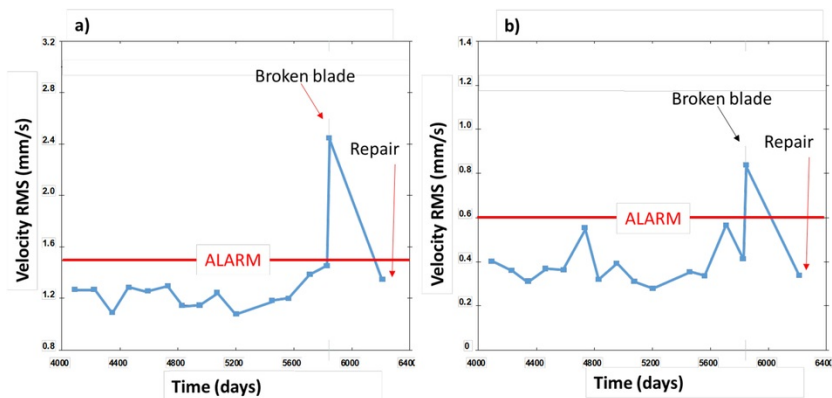 a)
3.2
2.8
2.4
2.0
1.5
1.2
0.8
Velocity RMS (mm/s)
Broken blade
Repair
ALARM
4000 4400 4800 5200 5600 6000 6400
Time (days)
b)
1.4
1.2
1.0
0.8
0.6
0.4
0.2
0
Velocity RMS (mm/s)
Broken blade
Repair
ALARM
4000 4400 4800 5200 5600 6000 6400
Time (days)